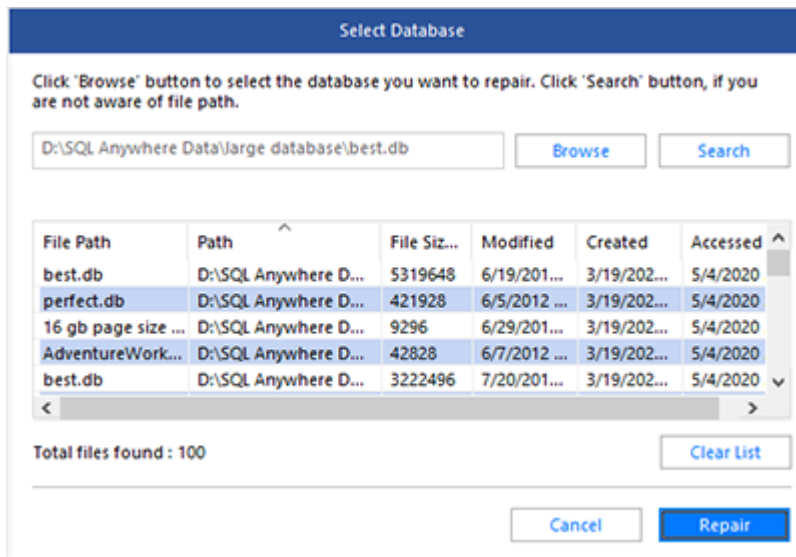 Select Database
Click 'Browse' button to select the database you want to repair. Click 'Search' button, if you
are not aware of file path.
D:\SQL Anywhere Data\large database\best.db Browse Search
File Path Path File Siz... Modified Created Accessed
best.db D:\SQL Anywhere D... 5319648 6/19/201... 3/19/202... 5/4/2020
perfect.db D:\SQL Anywhere D... 421928 6/5/2012 ... 3/19/202... 5/4/2020
16 gb page size ... D:\SQL Anywhere D... 9296 6/29/201... 3/19/202... 5/4/2020
AdventureWork... D:\SQL Anywhere D... 42828 6/7/2012 ... 3/19/202... 5/4/2020
best.db D:\SQL Anywhere D... 3222496 7/20/201... 3/19/202... 5/4/2020
Total files found : 100 Clear List
Cancel Repair